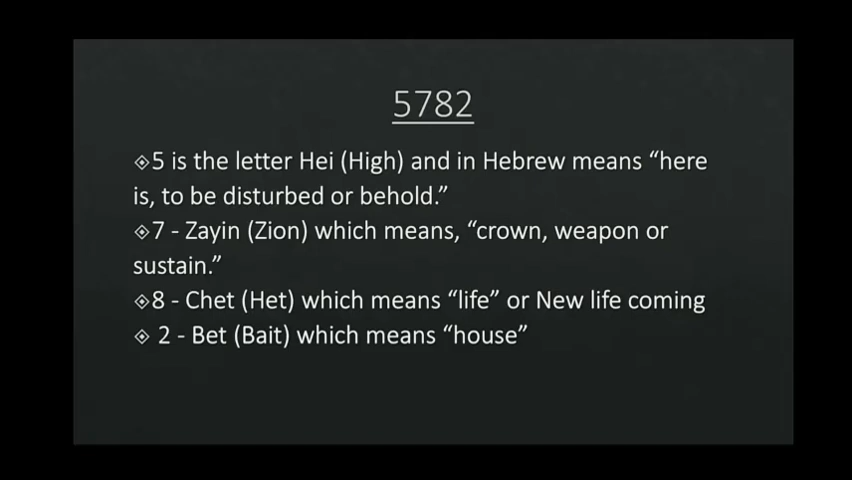 5782
◈5 is the letter Hei (High) and in Hebrew means “here
is, to be disturbed or behold.”
◈7 - Zayin (Zion) which means, “crown, weapon or
sustain.”
◈8 - Chet (Het) which means “life” or New life coming
◈ 2 - Bet (Bait) which means “house”